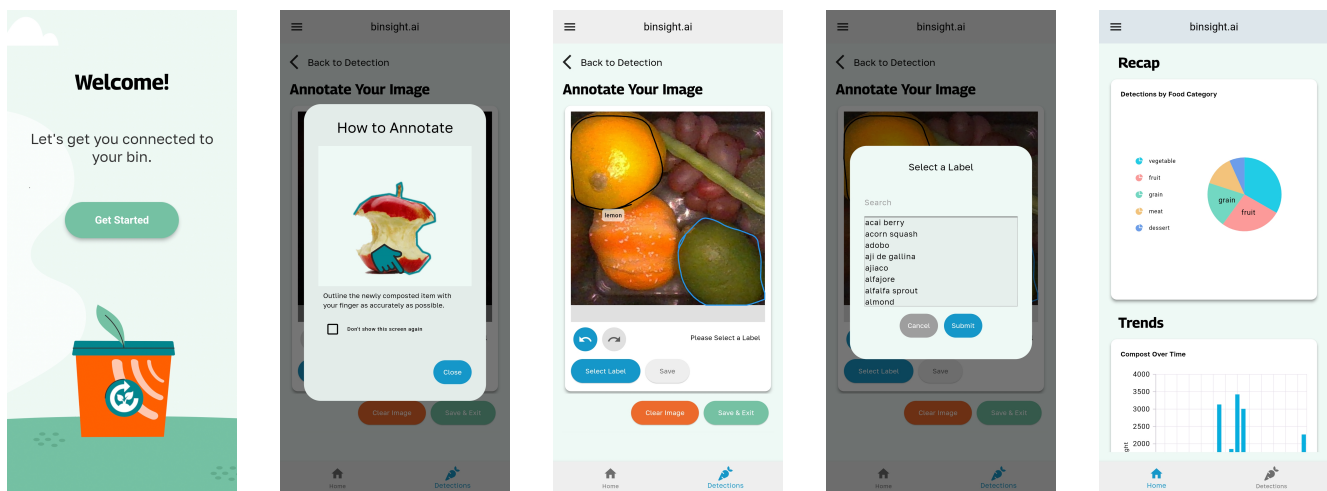 Welcome!
Let's get you connected to
your bin.
Get Started
binsight.ai
Back to Detection
Annotate Your Image
How to Annotate
Outline the newly composted item with
your finger as accurately as possible.
Don't show this screen again
Close
Clear Image
Save & Exit
Home
Detections
binsight.ai
Back to Detection
Annotate Your Image
lemon
Please Select a Label
Select Label
Save
Clear Image
Save & Exit
Home
Detections
binsight.ai
Back to Detection
Annotate Your Image
Select a Label
Search
acai berry
acorn squash
adobo
aji de gallina
ajiaco
alfajore
alfalfa sprout
almond
Cancel
Submit
Select Label
Save
Clear Image
Save & Exit
Home
Detections
binsight.ai
Recap
Detections by Food Category
vegetable
fruit
grain
meat
dessert
grain
fruit
Trends
Compost Over Time
4000
3500
3000
2500
2000
Home
Detections